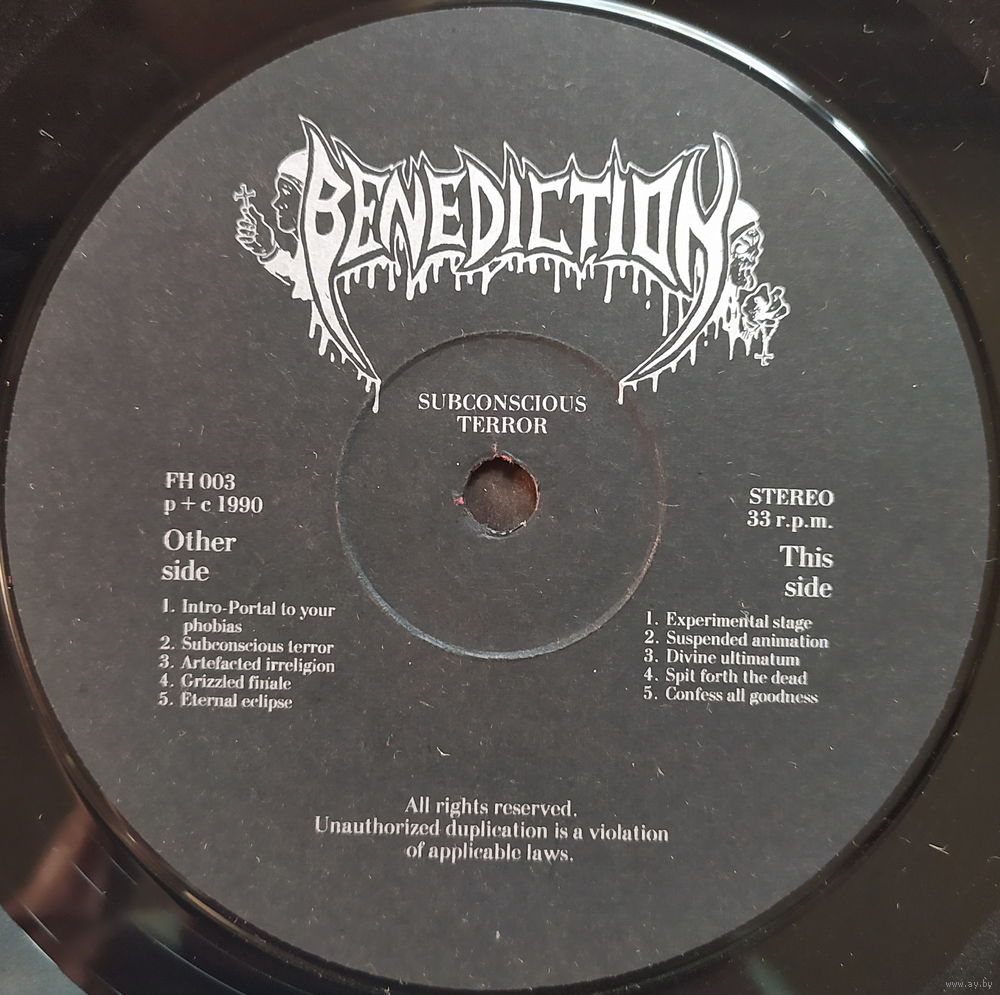 BENEDICTION
SUBCONSCIOUS
TERROR
FH 003
p + c 1990
Other
side
1. Intro-Portal to your
phobias
2. Subconscious terror
3. Artefacted irreligion
4. Grizzled finale
5. Eternal eclipse
STEREO
33 r.p.m.
This
side
1. Experimental stage
2. Suspended animation
3. Divine ultimatum
4. Spit forth the dead
5. Confess all goodness
All rights reserved.
Unauthorized duplication is a violation
of applicable laws.
www.ay.by